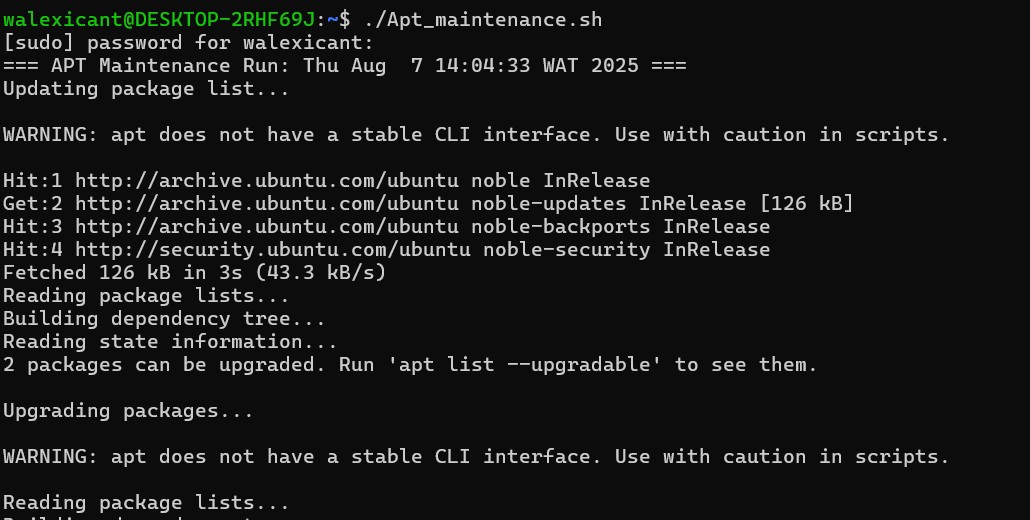 walexicant@DESKTOP-2RHF69J:~$ ./Apt_maintenance.sh
[sudo] password for walexicant:
=== APT Maintenance Run: Thu Aug  7 14:04:33 WAT 2025 ===
Updating package list...
WARNING: apt does not have a stable CLI interface. Use with caution in scripts.
Hit:1 http://archive.ubuntu.com/ubuntu noble InRelease
Get:2 http://archive.ubuntu.com/ubuntu noble-updates InRelease [126 kB]
Hit:3 http://archive.ubuntu.com/ubuntu noble-backports InRelease
Hit:4 http://security.ubuntu.com/ubuntu noble-security InRelease
Fetched 126 kB in 3s (43.3 kB/s)
Reading package lists...
Building dependency tree...
Reading state information...
2 packages can be upgraded. Run 'apt list --upgradable' to see them.
Upgrading packages...
WARNING: apt does not have a stable CLI interface. Use with caution in scripts.
Reading package lists...